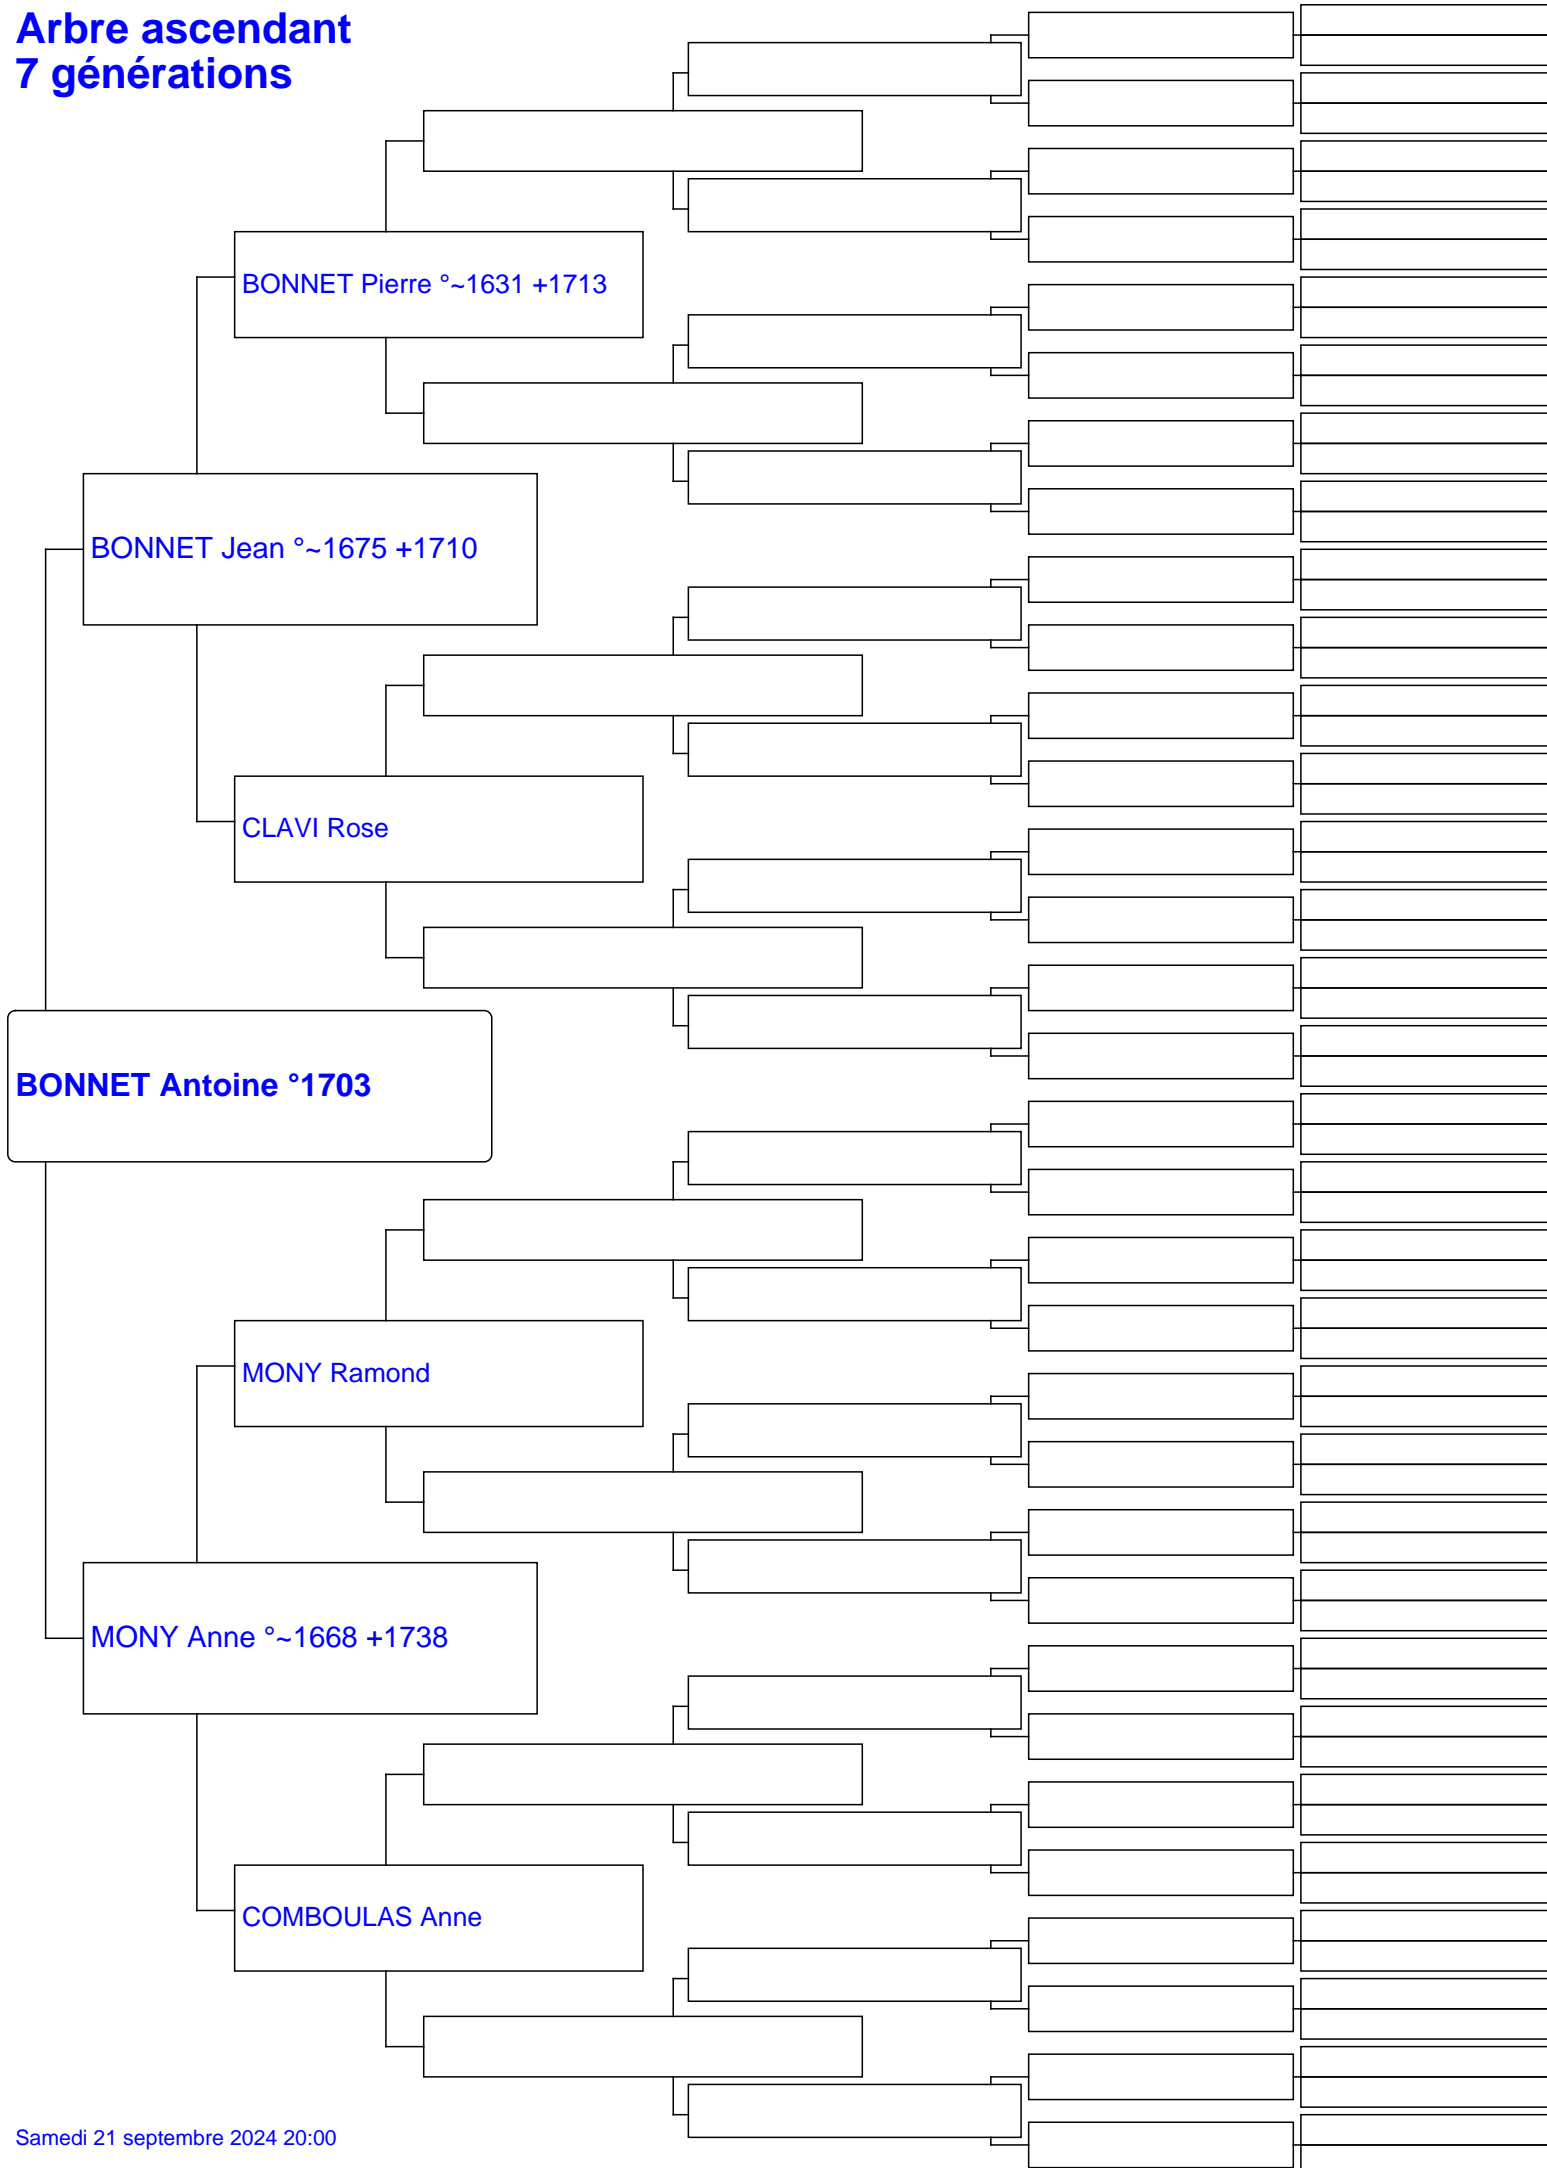 Arbre ascendant
7 générations
BONNET Pierre °~1631 +1713
BONNET Jean °~1675 +1710
CLAVI Rose
BONNET Antoine °1703
MONY Ramond
MONY Anne °~1668 +1738
COMBOULAS Anne
Samedi 21 septembre 2024 20:00